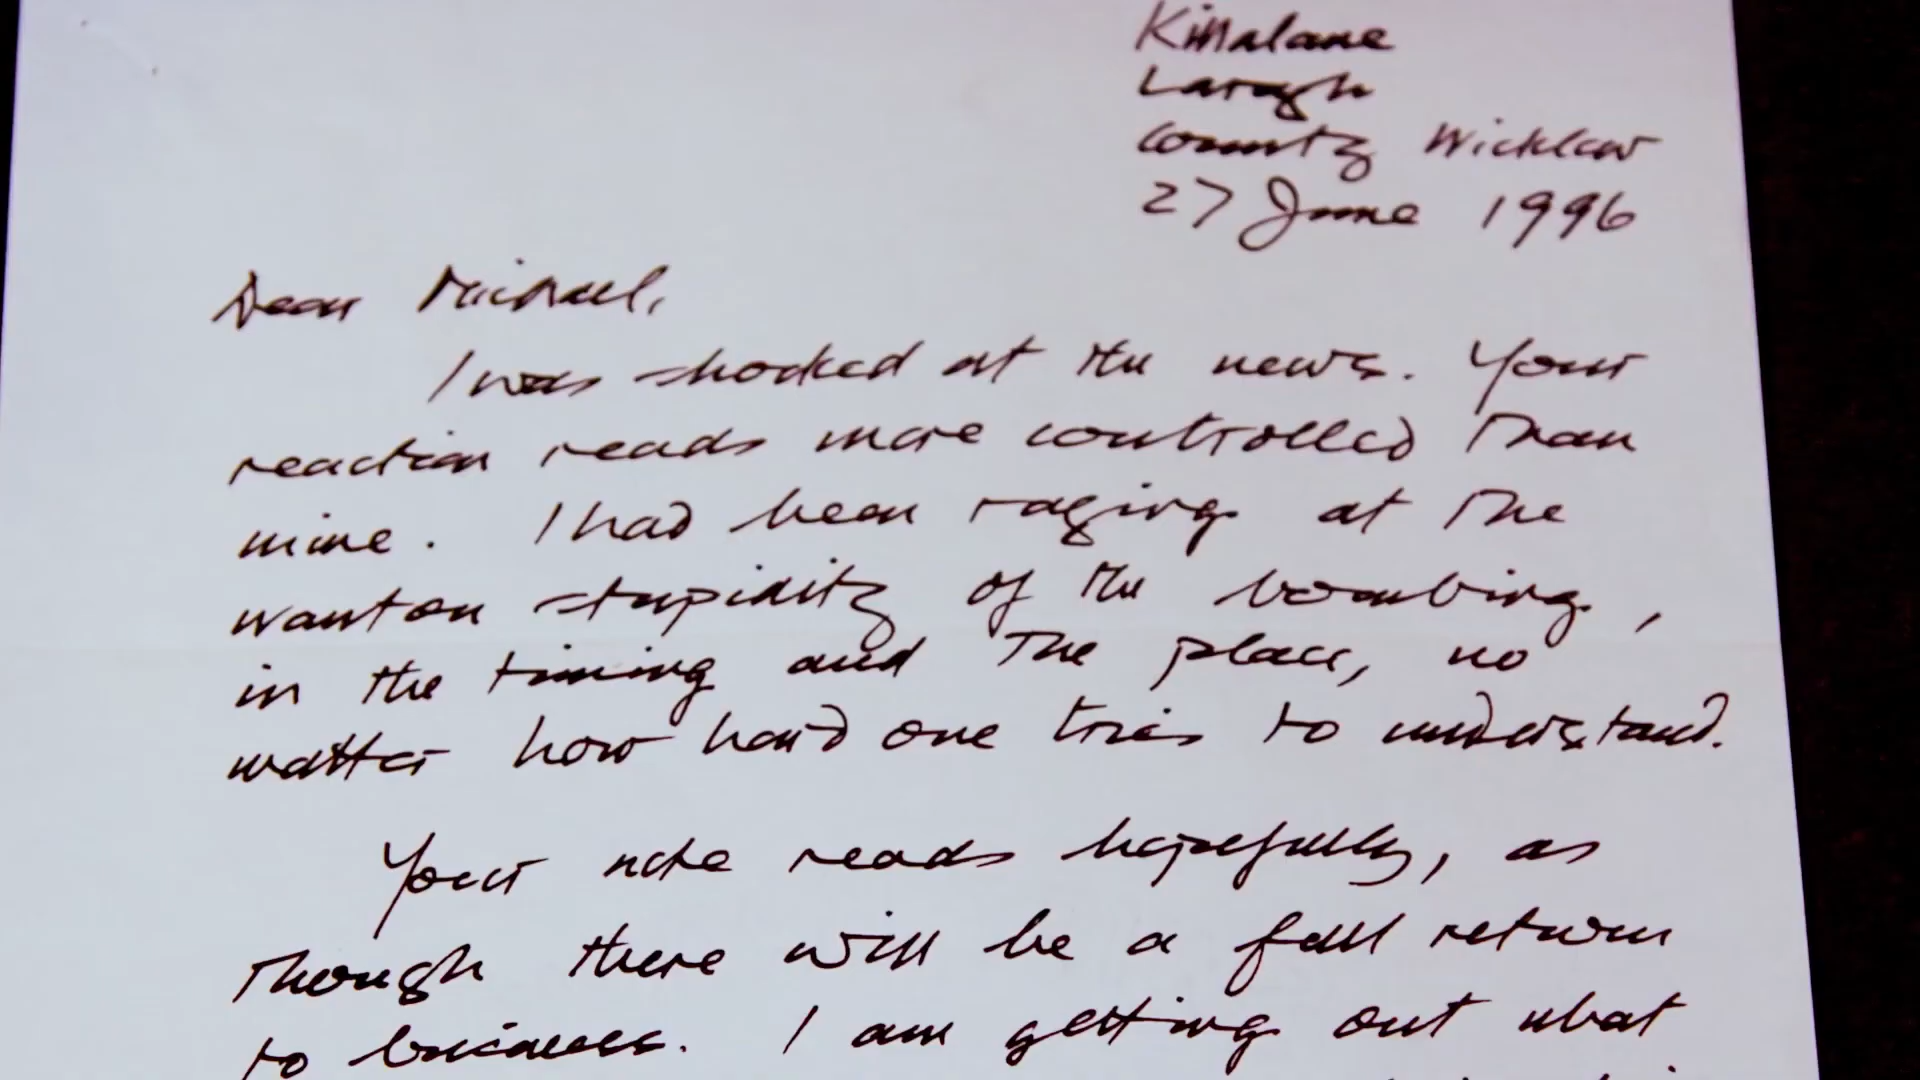 Killalane
Laragh
County Wicklow
27 June 1996
Dear Michael,
I was shocked at the news. Your
reaction reads more controlled than
mine. I had been raging at the
wanton stupidity of the bombing,
in the timing and the place, no
matter how hard one tries to understand.
Your note reads hopefully, as
though there will be a full return
to business. I am getting out what